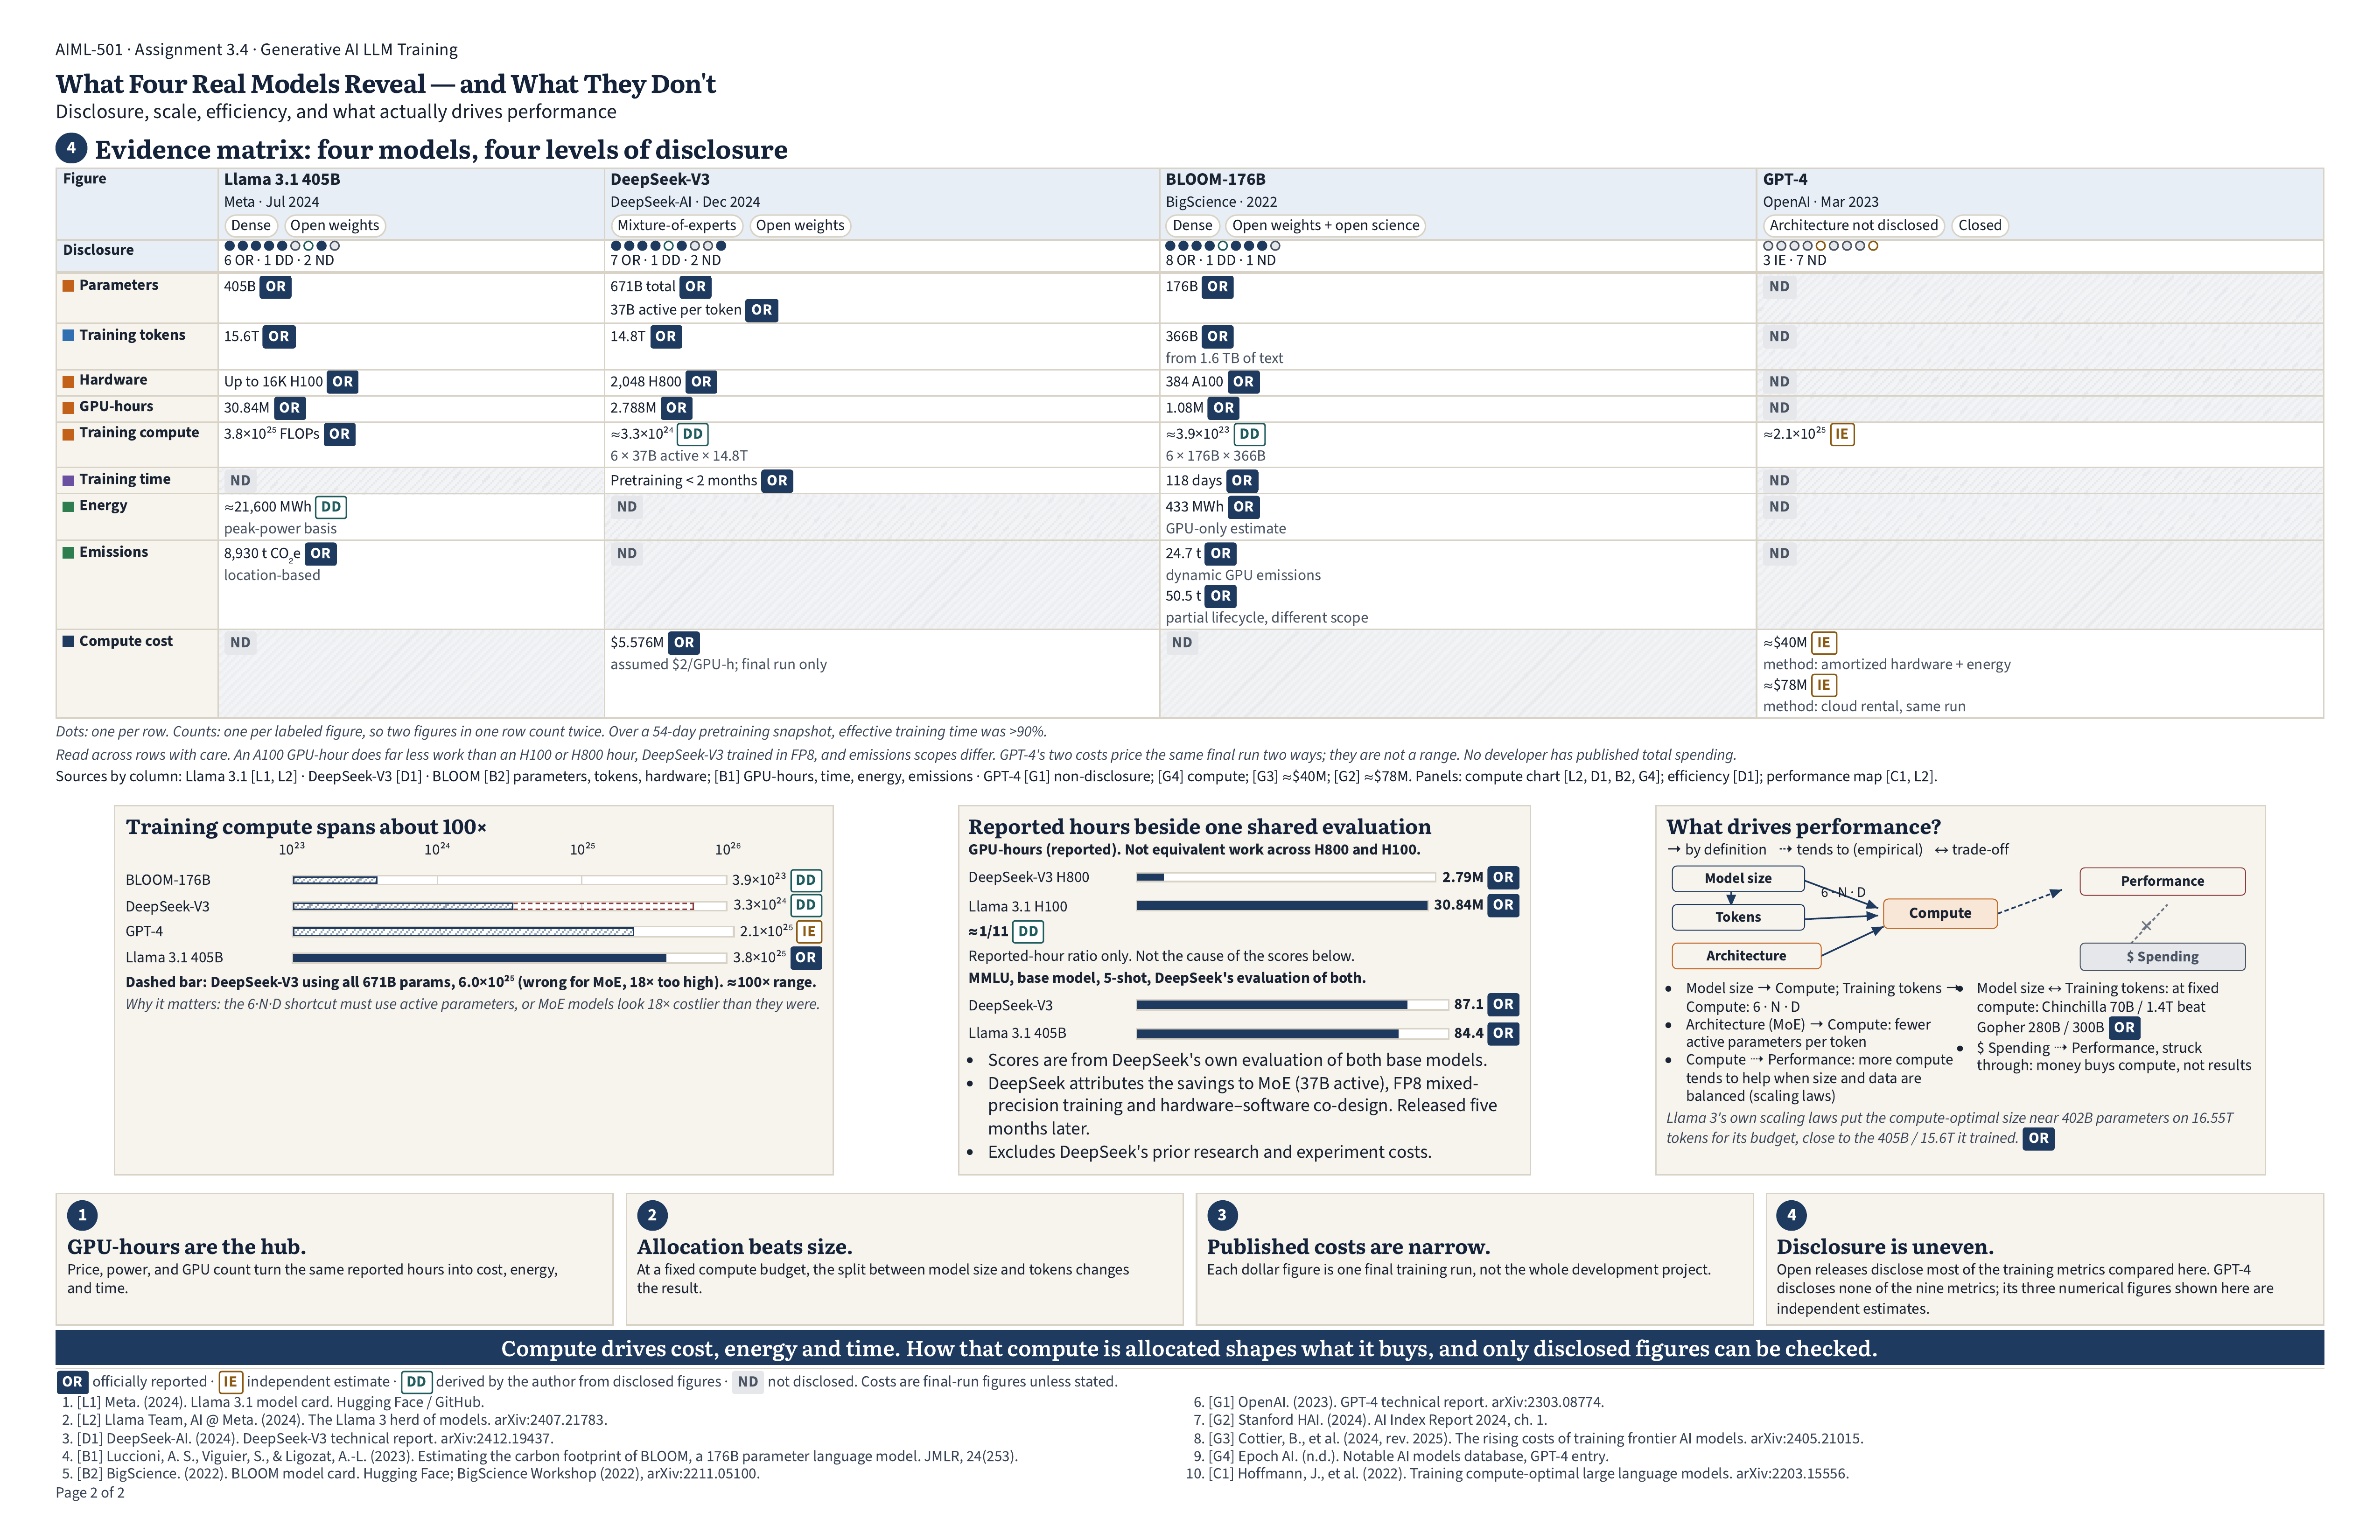 AIML-501 · Assignment 3.4 · Generative AI LLM Training
What Four Real Models Reveal — and What They Don't
Disclosure, scale, efficiency, and what actually drives performance
4 Evidence matrix: four models, four levels of disclosure
Figure
Llama 3.1 405B
Meta · Jul 2024
Dense Open weights
DeepSeek-V3
DeepSeek-AI · Dec 2024
Mixture-of-experts Open weights
BLOOM-176B
BigScience · 2022
Dense Open weights + open science
GPT-4
OpenAI · Mar 2023
Architecture not disclosed Closed
Disclosure
6 OR · 1 DD · 2 ND
7 OR · 1 DD · 2 ND
8 OR · 1 DD · 1 ND
3 IE · 7 ND
Parameters
405B OR
671B total OR
37B active per token OR
176B OR
ND
Training tokens
15.6T OR
14.8T OR
366B OR
from 1.6 TB of text
ND
Hardware
Up to 16K H100 OR
2,048 H800 OR
384 A100 OR
ND
GPU-hours
30.84M OR
2.788M OR
1.08M OR
ND
Training compute
3.8×10²⁵ FLOPs OR
≈3.3×10²⁴ DD
6 × 37B active × 14.8T
≈3.9×10²³ DD
6 × 176B × 366B
≈2.1×10²⁵ IE
Training time
ND
Pretraining < 2 months OR
118 days OR
ND
Energy
≈21,600 MWh DD
peak-power basis
ND
433 MWh OR
GPU-only estimate
ND
Emissions
8,930 t CO₂e OR
location-based
ND
24.7 t OR
dynamic GPU emissions
50.5 t OR
partial lifecycle, different scope
ND
Compute cost
ND
$5.576M OR
assumed $2/GPU-h; final run only
ND
≈$40M IE
method: amortized hardware + energy
≈$78M IE
method: cloud rental, same run
Dots: one per row. Counts: one per labeled figure, so two figures in one row count twice. Over a 54-day pretraining snapshot, effective training time was >90%.
Read across rows with care. An A100 GPU-hour does far less work than an H100 or H800 hour, DeepSeek-V3 trained in FP8, and emissions scopes differ. GPT-4's two costs price the same final run two ways; they are not a range. No developer has published total spending.
Sources by column: Llama 3.1 [L1, L2] · DeepSeek-V3 [D1] · BLOOM [B2] parameters, tokens, hardware; [B1] GPU-hours, time, energy, emissions · GPT-4 [G1] non-disclosure; [G4] compute; [G3] ≈$40M; [G2] ≈$78M. Panels: compute chart [L2, D1, B2, G4]; efficiency [D1]; performance map [C1, L2].
Training compute spans about 100×
10²³ 10²⁴ 10²⁵ 10²⁶
BLOOM-176B 3.9×10²³ DD
DeepSeek-V3 3.3×10²⁴ DD
GPT-4 2.1×10²⁵ IE
Llama 3.1 405B 3.8×10²⁵ OR
Dashed bar: DeepSeek-V3 using all 671B params, 6.0×10²⁵ (wrong for MoE, 18× too high). ≈100× range.
Why it matters: the 6·N·D shortcut must use active parameters, or MoE models look 18× costlier than they were.
Reported hours beside one shared evaluation
GPU-hours (reported). Not equivalent work across H800 and H100.
DeepSeek-V3 H800 2.79M OR
Llama 3.1 H100 30.84M OR
≈1/11 DD
Reported-hour ratio only. Not the cause of the scores below.
MMLU, base model, 5-shot, DeepSeek's evaluation of both.
DeepSeek-V3 87.1 OR
Llama 3.1 405B 84.4 OR
• Scores are from DeepSeek's own evaluation of both base models.
• DeepSeek attributes the savings to MoE (37B active), FP8 mixed-
precision training and hardware–software co-design. Released five
months later.
• Excludes DeepSeek's prior research and experiment costs.
What drives performance?
→ by definition ⇢ tends to (empirical) ↔ trade-off
Model size
Tokens
Architecture
6 · N · D
Compute
Performance
$ Spending
• Model size → Compute; Training tokens →
Compute: 6 · N · D
• Architecture (MoE) → Compute: fewer
active parameters per token
• Compute ⇢ Performance: more compute
tends to help when size and data are
balanced (scaling laws)
• Model size ↔ Training tokens: at fixed
compute: Chinchilla 70B / 1.4T beat
Gopher 280B / 300B OR
• $ Spending ⇢ Performance, struck
through: money buys compute, not results
Llama 3's own scaling laws put the compute-optimal size near 402B parameters on 16.55T
tokens for its budget, close to the 405B / 15.6T it trained. OR
1
GPU-hours are the hub.
Price, power, and GPU count turn the same reported hours into cost, energy,
and time.
2
Allocation beats size.
At a fixed compute budget, the split between model size and tokens changes
the result.
3
Published costs are narrow.
Each dollar figure is one final training run, not the whole development project.
4
Disclosure is uneven.
Open releases disclose most of the training metrics compared here. GPT-4
discloses none of the nine metrics; its three numerical figures shown here are
independent estimates.
Compute drives cost, energy and time. How that compute is allocated shapes what it buys, and only disclosed figures can be checked.
OR officially reported · IE independent estimate · DD derived by the author from disclosed figures · ND not disclosed. Costs are final-run figures unless stated.
1. [L1] Meta. (2024). Llama 3.1 model card. Hugging Face / GitHub.
2. [L2] Llama Team, AI @ Meta. (2024). The Llama 3 herd of models. arXiv:2407.21783.
3. [D1] DeepSeek-AI. (2024). DeepSeek-V3 technical report. arXiv:2412.19437.
4. [B1] Luccioni, A. S., Viguier, S., & Ligozat, A.-L. (2023). Estimating the carbon footprint of BLOOM, a 176B parameter language model. JMLR, 24(253).
5. [B2] BigScience. (2022). BLOOM model card. Hugging Face; BigScience Workshop (2022), arXiv:2211.05100.
6. [G1] OpenAI. (2023). GPT-4 technical report. arXiv:2303.08774.
7. [G2] Stanford HAI. (2024). AI Index Report 2024, ch. 1.
8. [G3] Cottier, B., et al. (2024, rev. 2025). The rising costs of training frontier AI models. arXiv:2405.21015.
9. [G4] Epoch AI. (n.d.). Notable AI models database, GPT-4 entry.
10. [C1] Hoffmann, J., et al. (2022). Training compute-optimal large language models. arXiv:2203.15556.
Page 2 of 2